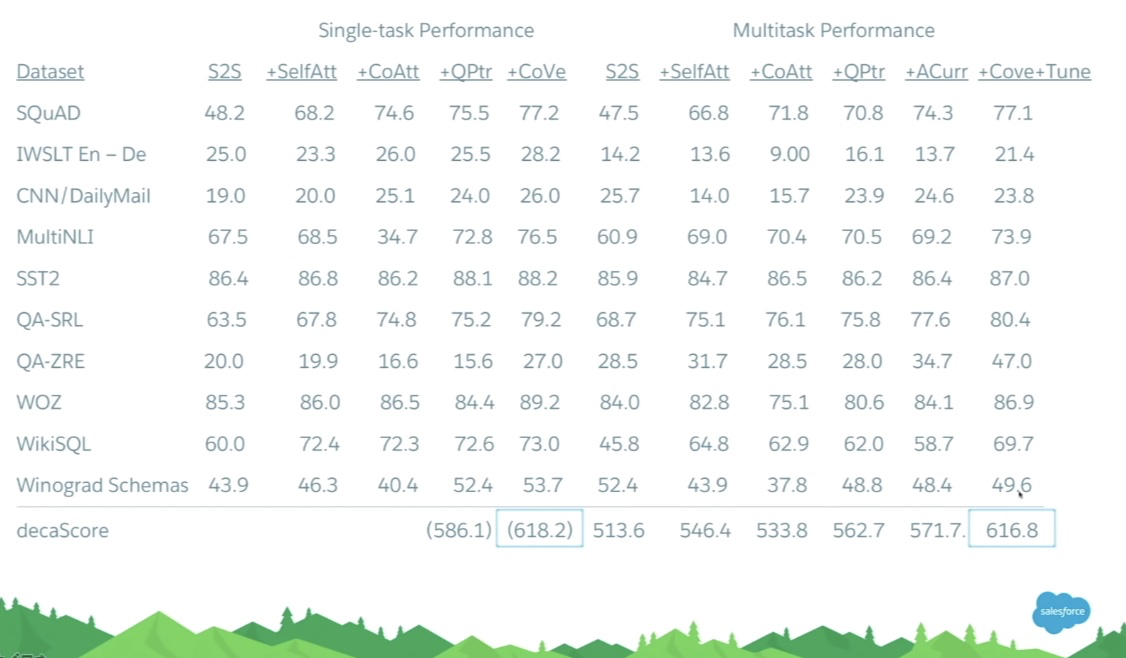 Single-task Performance Multitask Performance
Dataset S2S +SelfAtt +CoAtt +QPtr +CoVe S2S +SelfAtt +CoAtt +QPtr +ACurr +Cove+Tune
SQuAD 48.2 68.2 74.6 75.5 77.2 47.5 66.8 71.8 70.8 74.3 77.1
IWSLT En – De 25.0 23.3 26.0 25.5 28.2 14.2 13.6 9.00 16.1 13.7 21.4
CNN/DailyMail 19.0 20.0 25.1 24.0 26.0 25.7 14.0 15.7 23.9 24.6 23.8
MultiNLI 67.5 68.5 34.7 72.8 76.5 60.9 69.0 70.4 70.5 69.2 73.9
SST2 86.4 86.8 86.2 88.1 88.2 85.9 84.7 86.5 86.2 86.4 87.0
QA-SRL 63.5 67.8 74.8 75.2 79.2 68.7 75.1 76.1 75.8 77.6 80.4
QA-ZRE 20.0 19.9 16.6 15.6 27.0 28.5 31.7 28.5 28.0 34.7 47.0
WOZ 85.3 86.0 86.5 84.4 89.2 84.0 82.8 75.1 80.6 84.1 86.9
WikiSQL 60.0 72.4 72.3 72.6 73.0 45.8 64.8 62.9 62.0 58.7 69.7
Winograd Schemas 43.9 46.3 40.4 52.4 53.7 52.4 43.9 37.8 48.8 48.4 49.6
decaScore (586.1) (618.2) 513.6 546.4 533.8 562.7 571.7. 616.8
salesforce